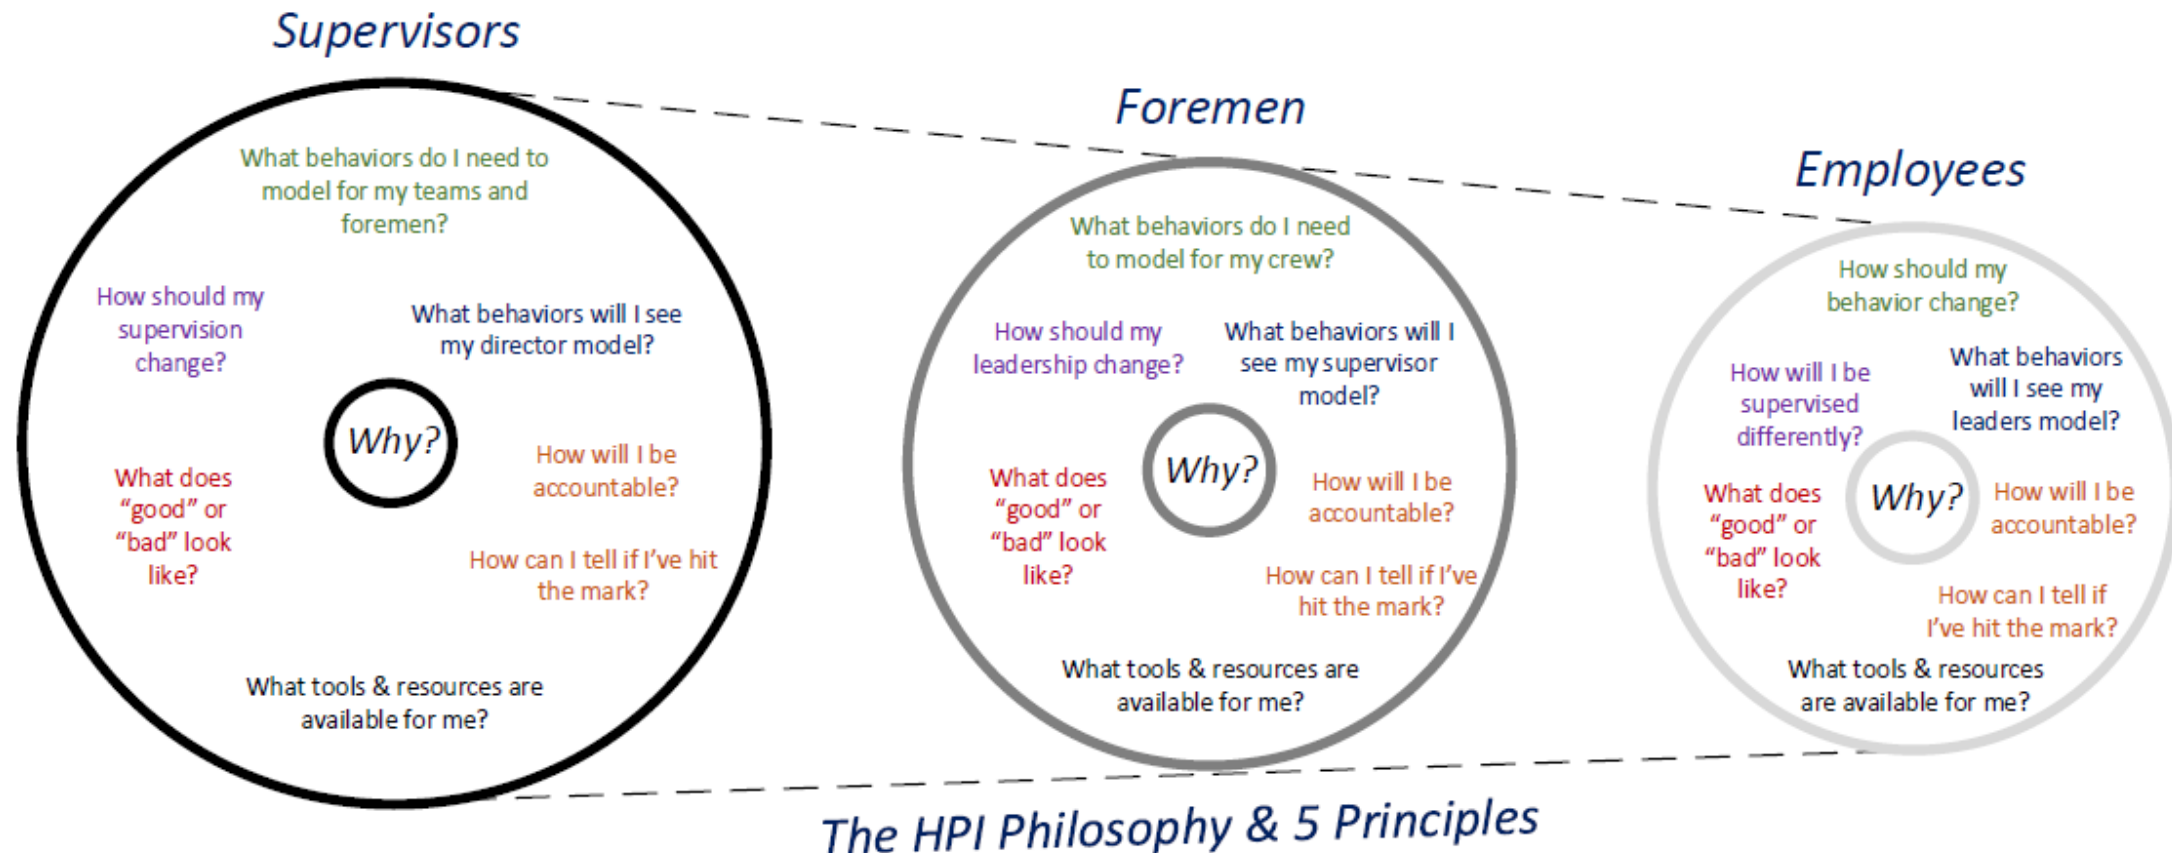 Supervisors
What behaviors do I need to
model for my teams and
foremen?
How should my
supervision
change?
What behaviors will I see
my director model?
Why?
What does
“good” or
“bad” look
like?
How will I be
accountable?
How can I tell if I’ve hit
the mark?
What tools & resources are
available for me?
Foremen
What behaviors do I need
to model for my crew?
How should my
leadership change?
What behaviors will I
see my supervisor
model?
Why?
What does
“good” or
“bad” look
like?
How will I be
accountable?
How can I tell if I’ve
hit the mark?
What tools & resources are
available for me?
Employees
How should my
behavior change?
How will I be
supervised
differently?
What behaviors
will I see my
leaders model?
Why?
What does
“good” or
“bad” look
like?
How will I be
accountable?
How can I tell if
I’ve hit the mark?
What tools & resources
are available for me?
The HPI Philosophy & 5 Principles